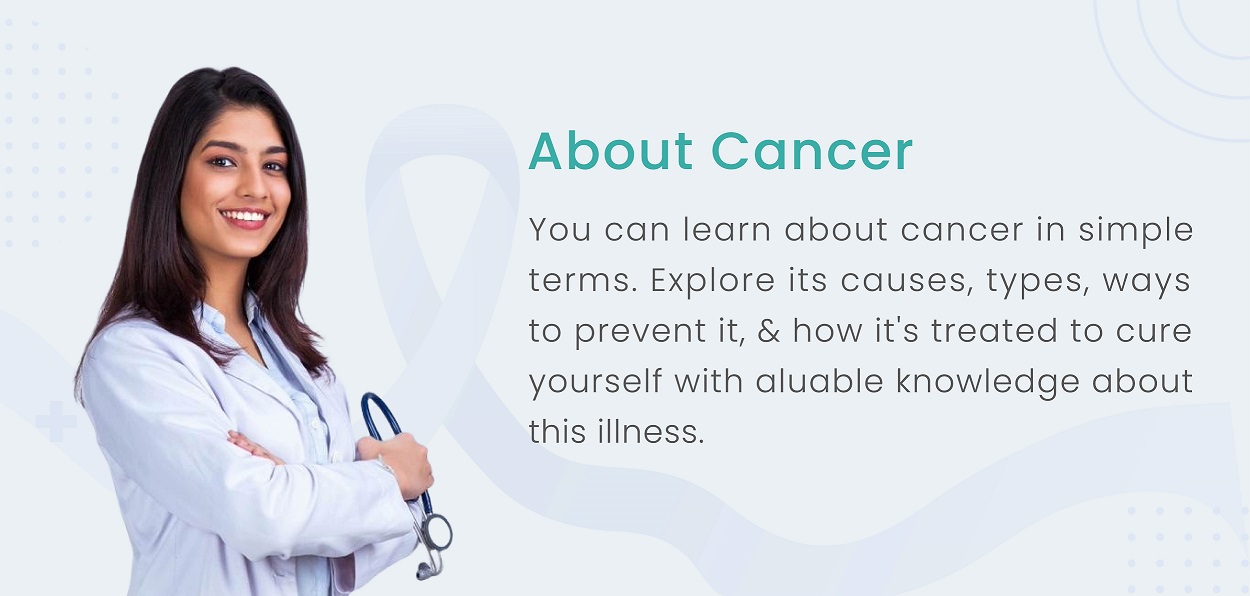 About Cancer
You can learn about cancer in simple
terms. Explore its causes, types, ways
to prevent it, & how it's treated to cure
yourself with aluable knowledge about
this illness.